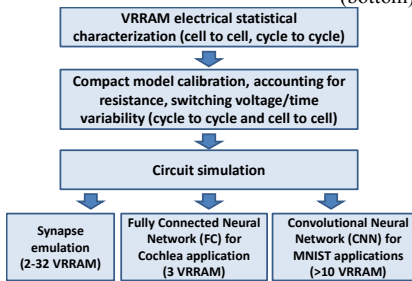 (bottom)
VRRAM electrical statistical
characterization (cell to cell, cycle to cycle)
Compact model calibration, accounting for
resistance, switching voltage/time
variability (cycle to cycle and cell to cell)
Circuit simulation
Synapse
emulation
(2-32 VRRAM)
Fully Connected Neural
Network (FC) for
Cochlea application
(3 VRRAM)
Convolutional Neural
Network (CNN) for
MNIST applications
(>10 VRRAM)